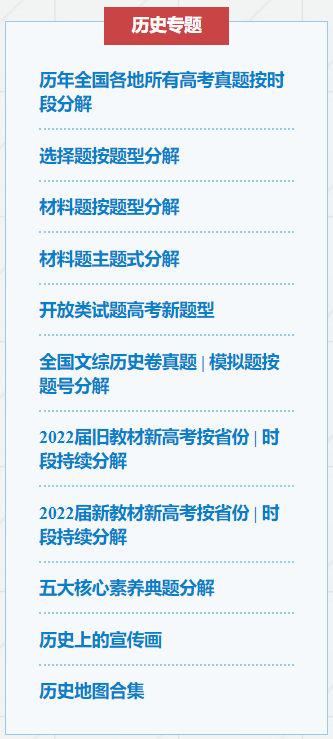 历史专题
历年全国各地所有高考真题按时
段分解
选择题按题型分解
材料题按题型分解
材料题主题式分解
开放类试题高考新题型
全国文综历史卷真题 | 模拟题按
题号分解
2022届旧教材新高考按省份 | 时
段持续分解
2022届新教材新高考按省份 | 时
段持续分解
五大核心素养典题分解
历史上的宣传画
历史地图合集